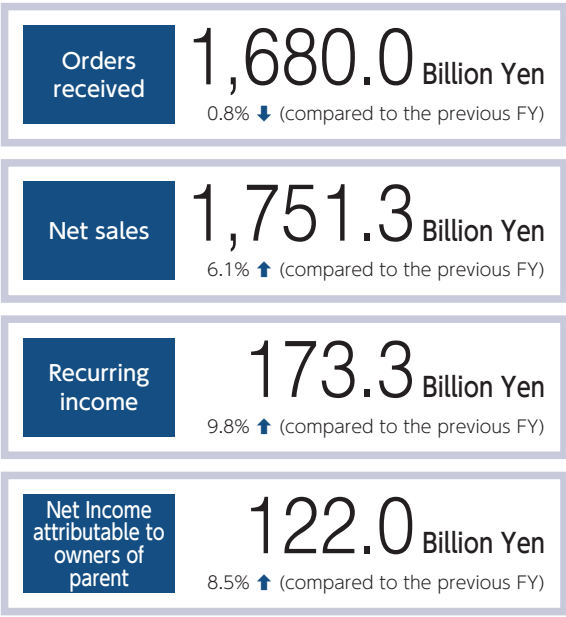 Orders
received
1,680.0 Billion Yen
0.8% ⬇ (compared to the previous FY)
Net sales
1,751.3 Billion Yen
6.1% ⬆ (compared to the previous FY)
Recurring
income
173.3 Billion Yen
9.8% ⬆ (compared to the previous FY)
Net Income
attributable to
owners of
parent
122.0 Billion Yen
8.5% ⬆ (compared to the previous FY)